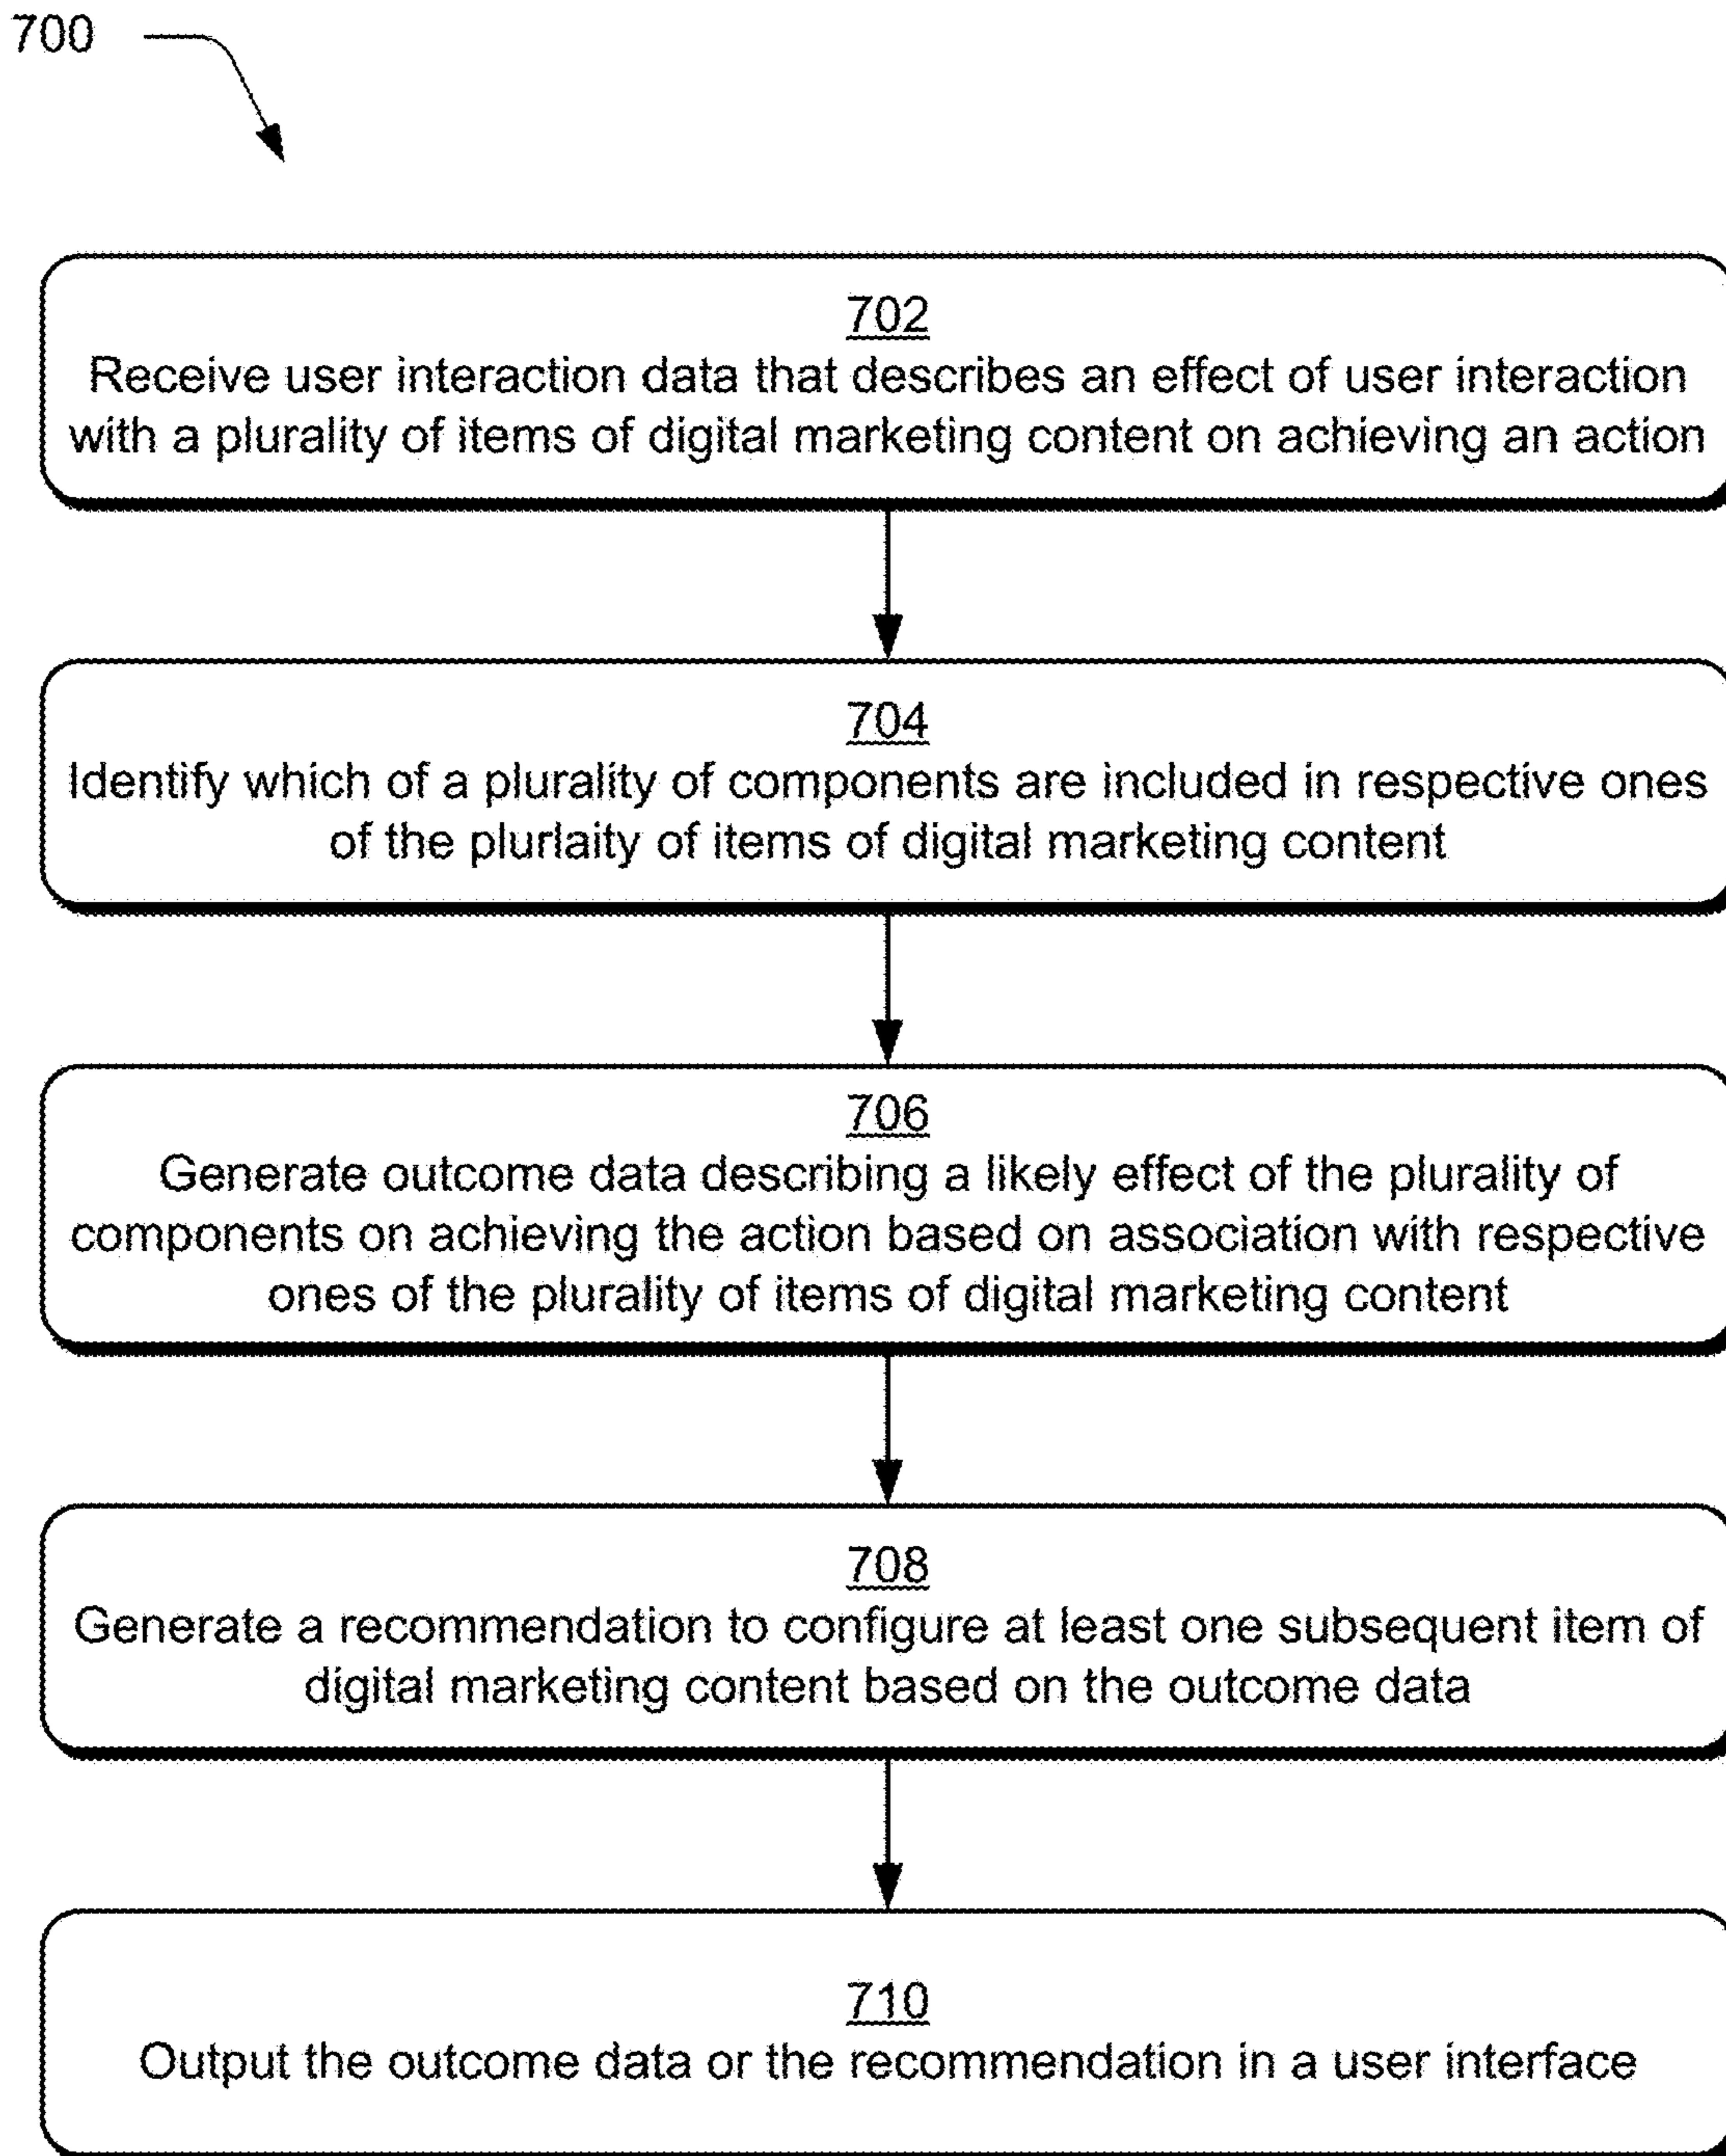 700
702
Receive user interaction data that describes an effect of user interaction
with a plurality of items of digital marketing content on achieving an action
704
Identify which of a plurality of components are included in respective ones
of the plurlaity of items of digital marketing content
706
Generate outcome data describing a likely effect of the plurality of
components on achieving the action based on association with respective
ones of the plurality of items of digital marketing content
708
Generate a recommendation to configure at least one subsequent item of
digital marketing content based on the outcome data
710
Output the outcome data or the recommendation in a user interface